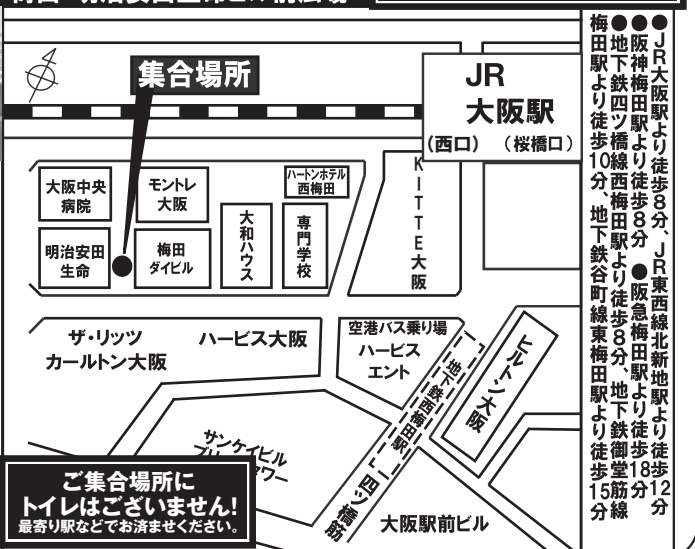 集合場所
JR
大阪駅
(西口) (桜橋口)
大阪中央
病院
モントレ
大阪
ハートンホテル
西梅田
KITTE大阪
明治安田
生命
梅田
ダイビル
大和ハウス
専門学校
ザ・リッツ
カールトン大阪
ハービス大阪
空港バス乗り場
ハービス
エント
地下鉄西梅田駅
四ツ橋筋
ヒルトン大阪
サンケイビル
大阪駅前ビル
ご集合場所に
トイレはございません!
最寄り駅などでお済ませください。
●JR大阪駅より徒歩8分、JR東西線北新地駅より徒歩12分
●阪神梅田駅より徒歩8分 ●阪急梅田駅より徒歩18分
●地下鉄四ツ橋線西梅田駅より徒歩8分、地下鉄御堂筋線
梅田駅より徒歩10分、地下鉄谷町線東梅田駅より徒歩15分